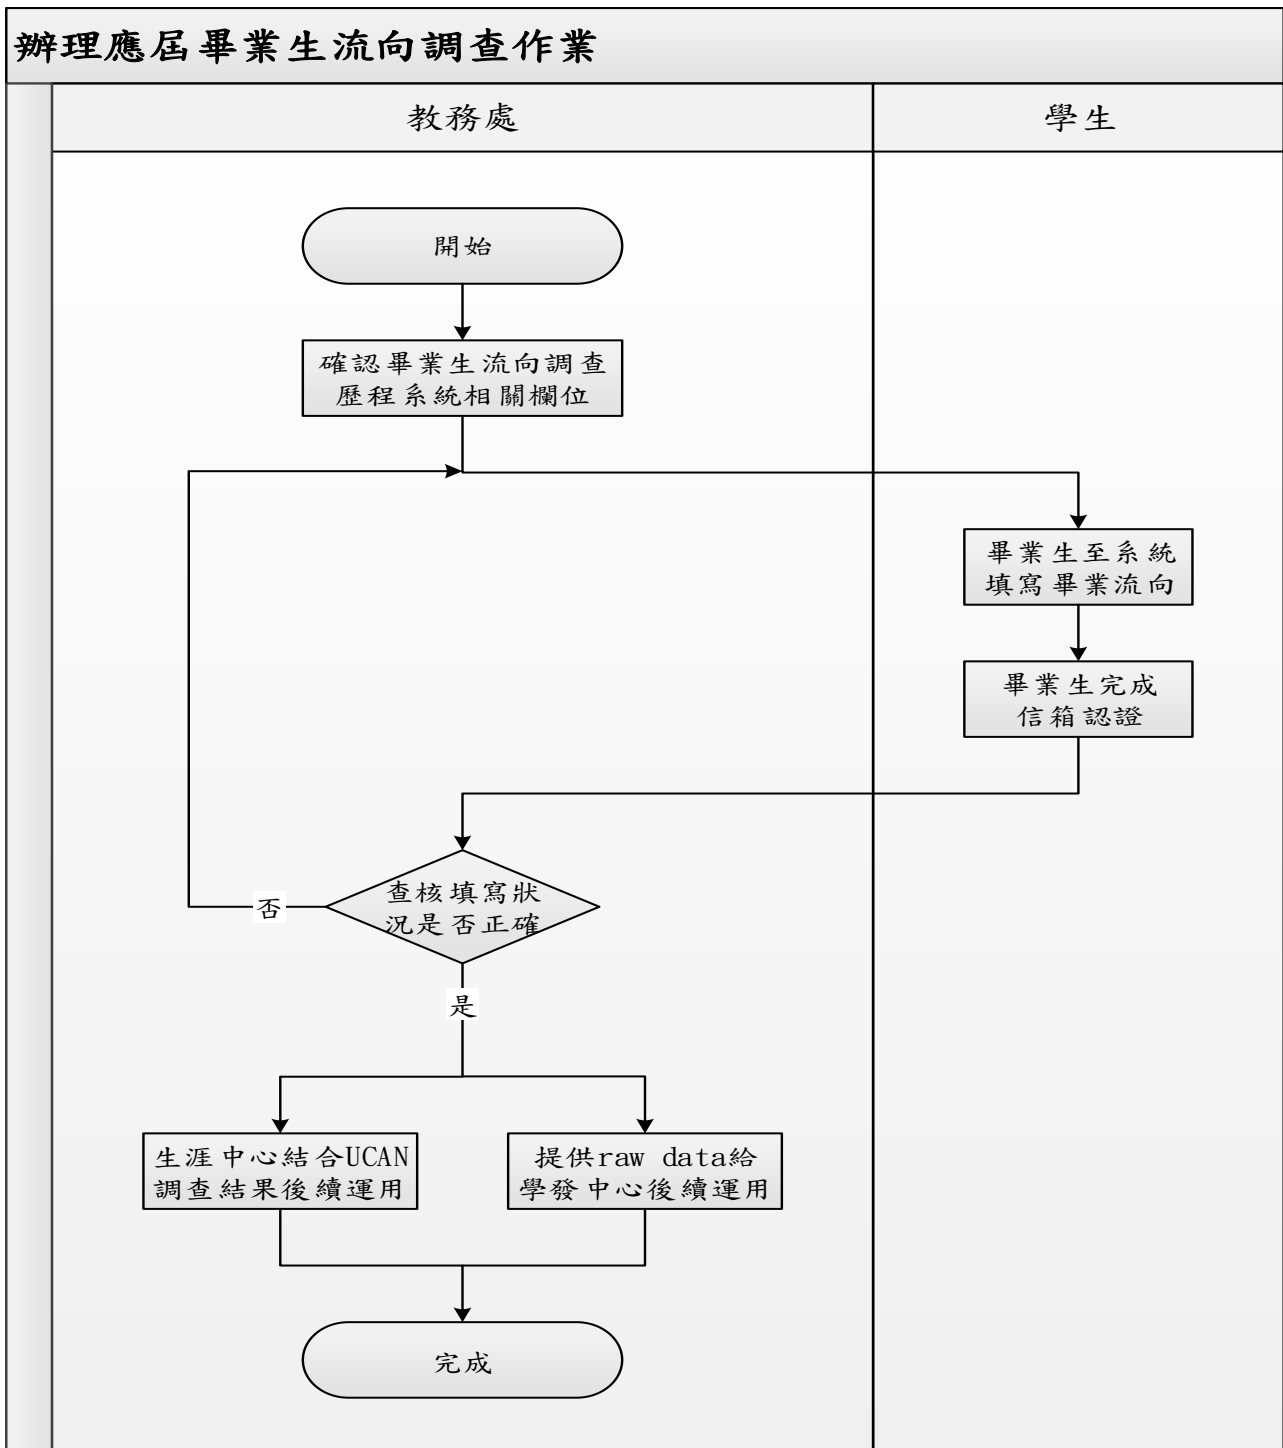 辦理應屆畢業生流向調查作業
教務處
學生
開始
確認畢業生流向調查
歷程系統相關欄位
畢業生至系統
填寫畢業流向
畢業生完成
信箱認證
查核填寫狀
況是否正確
否
是
生涯中心結合UCAN
調查結果後續運用
提供raw data給
學發中心後續運用
完成